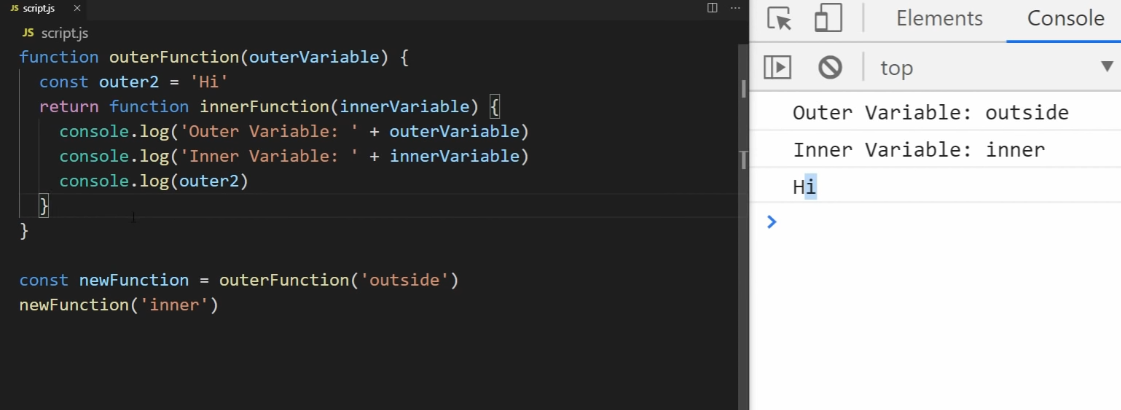 JS script.js ×
JS script.js
function outerFunction(outerVariable) {
const outer2 = 'Hi'
return function innerFunction(innerVariable) {
console.log('Outer Variable: ' + outerVariable)
console.log('Inner Variable: ' + innerVariable)
console.log(outer2)
}
}
const newFunction = outerFunction('outside')
newFunction('inner')
Elements Console
top
Outer Variable: outside
Inner Variable: inner
Hi